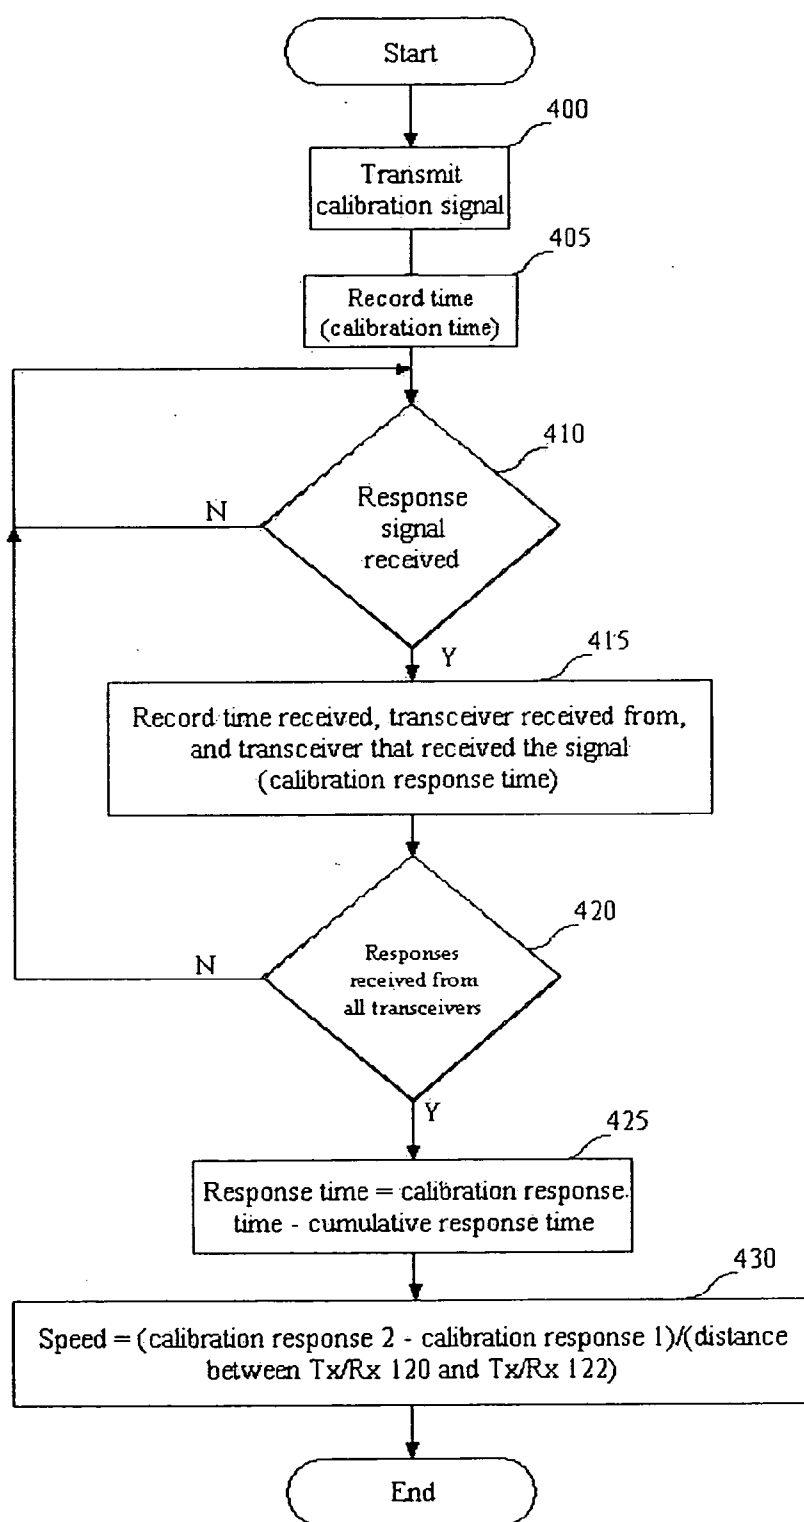 Start
400
Transmit
calibration signal
405
Record time
(calibration time)
410
Response
signal
received
N
Y
415
Record time received, transceiver received from,
and transceiver that received the signal
(calibration response time)
420
Responses
received from
all transceivers
N
Y
425
Response time = calibration response
time - cumulative response time
430
Speed = (calibration response 2 - calibration response 1)/(distance
between Tx/Rx 120 and Tx/Rx 122)
End